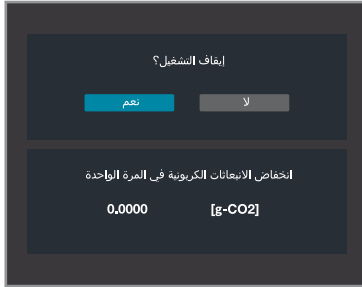 إيقاف التشغيل؟
نعم لا
انخفاض الانبعاثات الكربونية في المرة الواحدة
0.0000 [g-CO2]